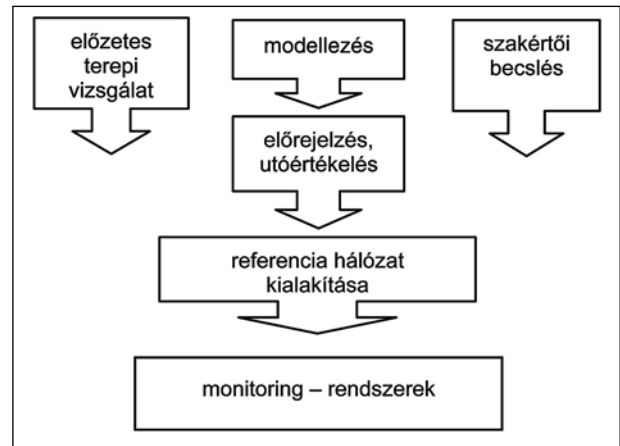 előzetes
terepi
vizsgálat
modellezés
szakértői
becslés
előrejelzés,
utóértékelés
referencia hálózat
kialakítása
monitoring – rendszerek